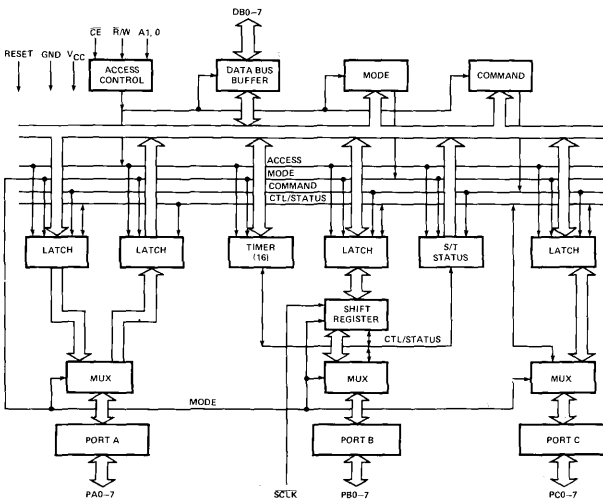 DB0–7
CE R/W A1, 0
RESET GND VCC
ACCESS
CONTROL
DATA BUS
BUFFER
MODE
COMMAND
ACCESS
MODE
COMMAND
CTL/STATUS
LATCH
LATCH
TIMER
(16)
LATCH
S/T
STATUS
LATCH
SHIFT
REGISTER
CTL/STATUS
MUX
MUX
MUX
MODE
PORT A
PORT B
PORT C
PA0–7
SCLK
PB0–7
PC0–7